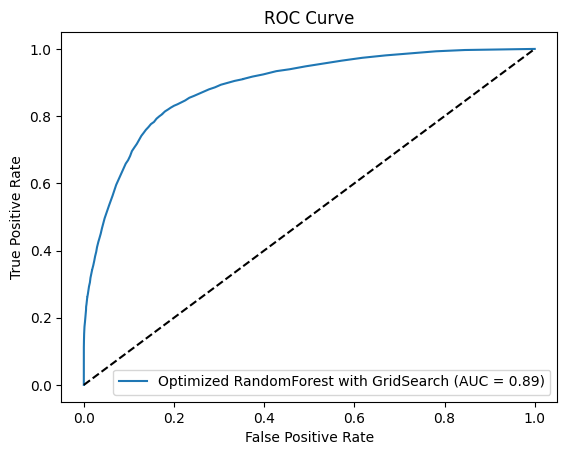 ROC Curve
True Positive Rate
1.0
0.8
0.6
0.4
0.2
0.0
Optimized RandomForest with GridSearch (AUC = 0.89)
0.0 0.2 0.4 0.6 0.8 1.0
False Positive Rate